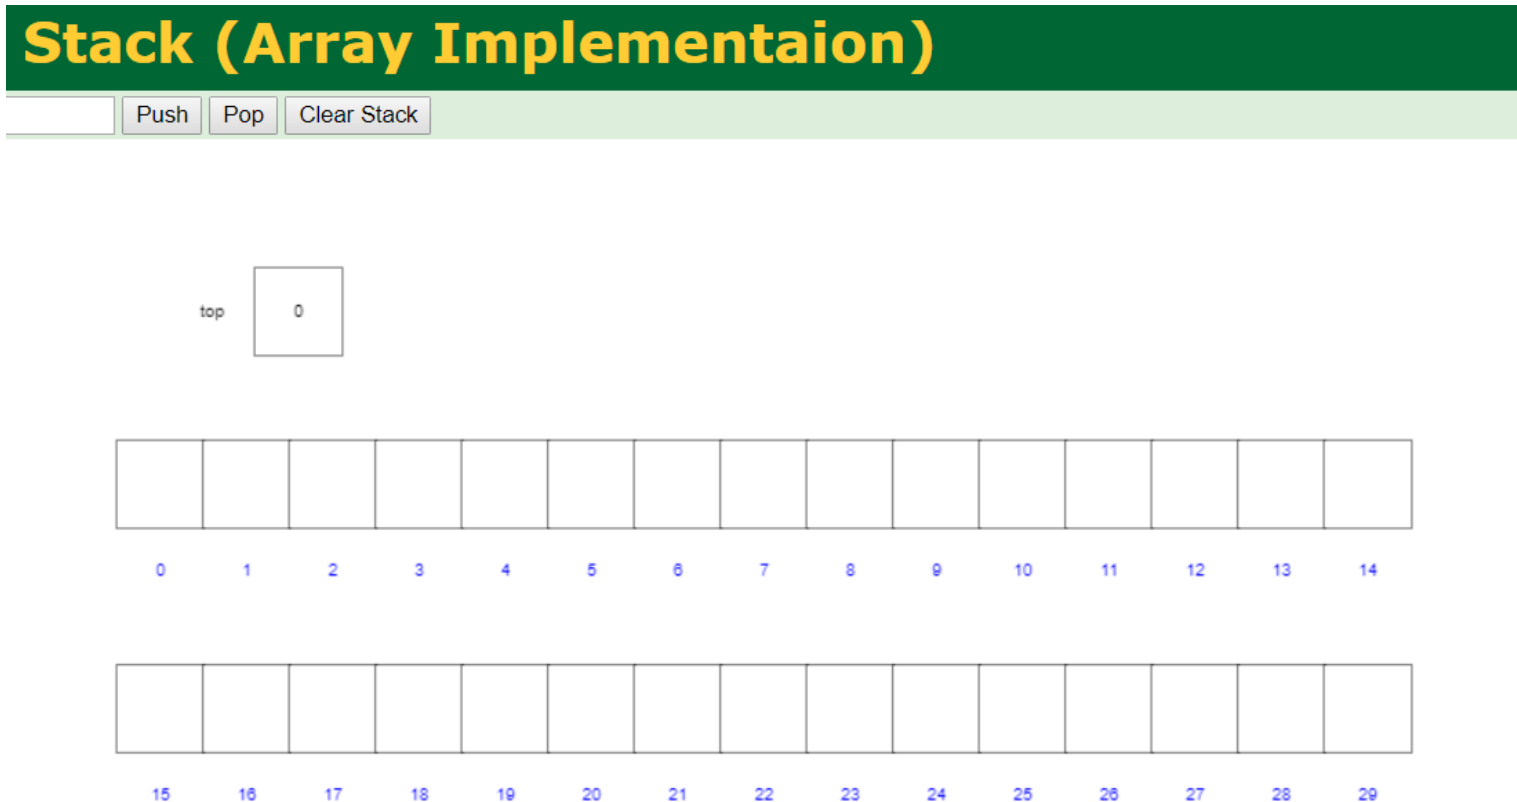 Stack (Array Implementaion)
Push Pop Clear Stack
top 0
0 1 2 3 4 5 6 7 8 9 10 11 12 13 14
15 16 17 18 19 20 21 22 23 24 25 26 27 28 29